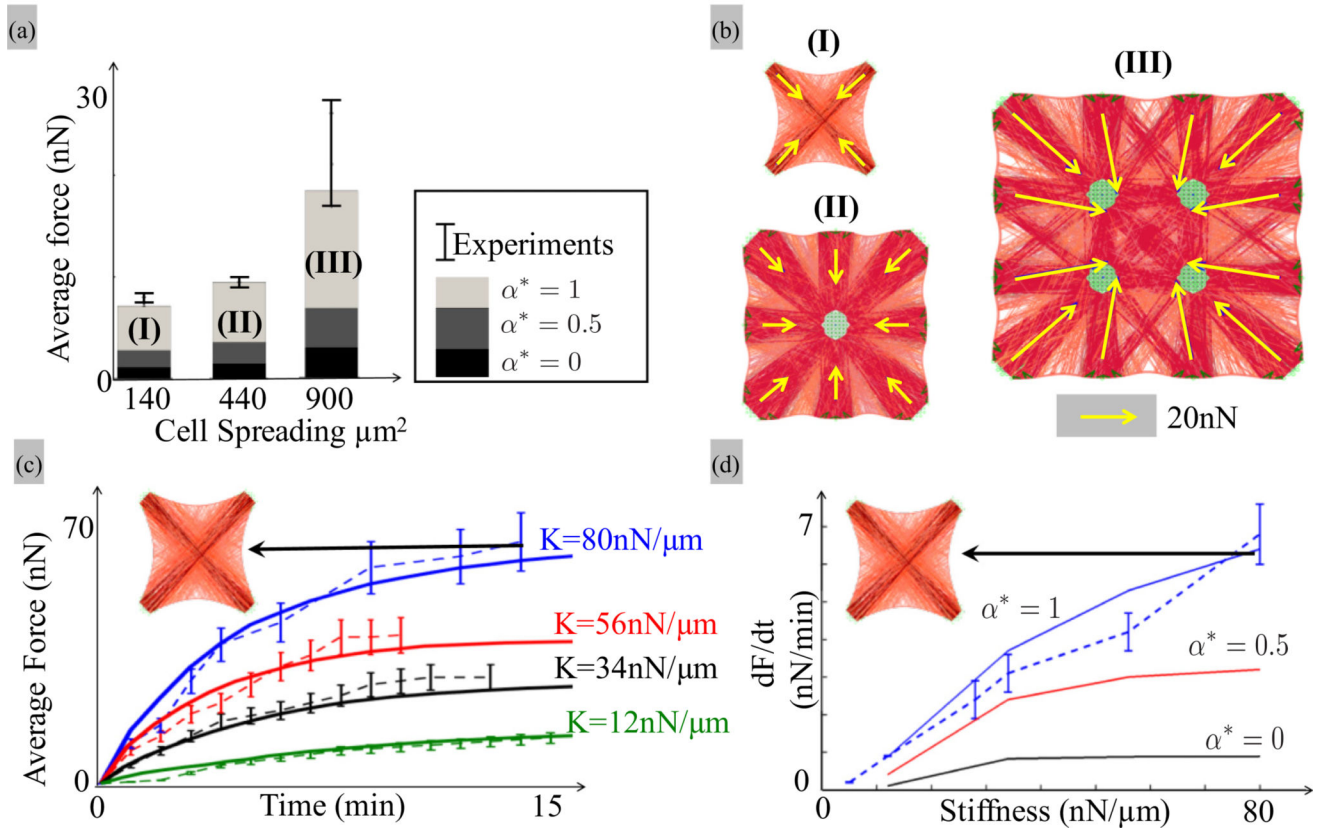 (a)
30
Average force (nN)
0
(I)
(II)
(III)
140
440
900
Cell Spreading µm²
Experiments
α* = 1
α* = 0.5
α* = 0
(b)
(I)
(II)
(III)
20nN
(c)
70
Average Force (nN)
0
0
Time (min)
15
K=80nN/µm
K=56nN/µm
K=34nN/µm
K=12nN/µm
(d)
7
dF/dt
(nN/min)
0
0
Stiffness (nN/µm)
80
α* = 1
α* = 0.5
α* = 0